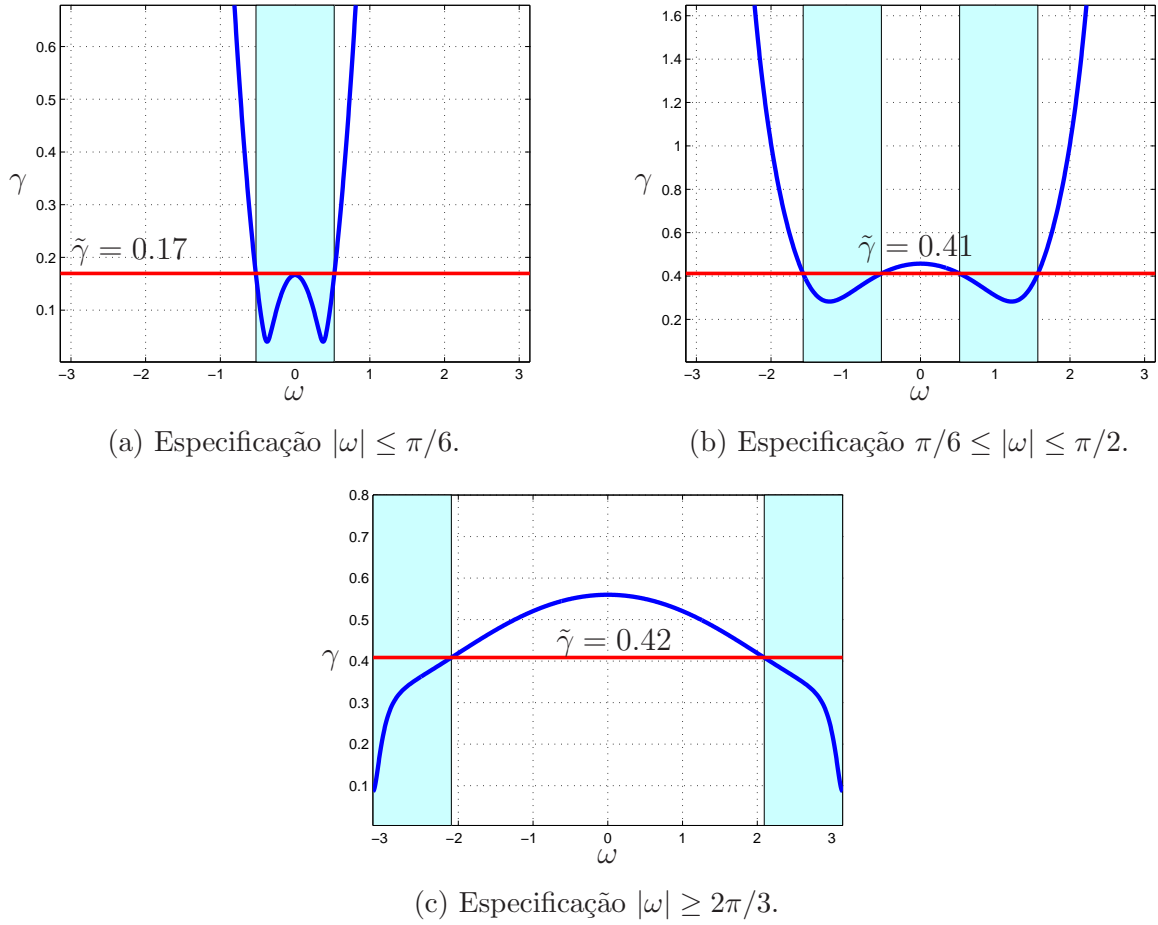 0.6
0.5
0.4
0.3
0.2
0.1
γ
γ̃ = 0.17
−3 −2 −1 0 1 2 3
ω
(a) Especificação |ω| ≤ π/6.
1.6
1.4
1.2
1
0.8
0.6
0.4
0.2
γ
γ̃ = 0.41
−3 −2 −1 0 1 2 3
ω
(b) Especificação π/6 ≤ |ω| ≤ π/2.
0.8
0.7
0.6
0.5
0.4
0.3
0.2
0.1
γ
γ̃ = 0.42
−3 −2 −1 0 1 2 3
ω
(c) Especificação |ω| ≥ 2π/3.